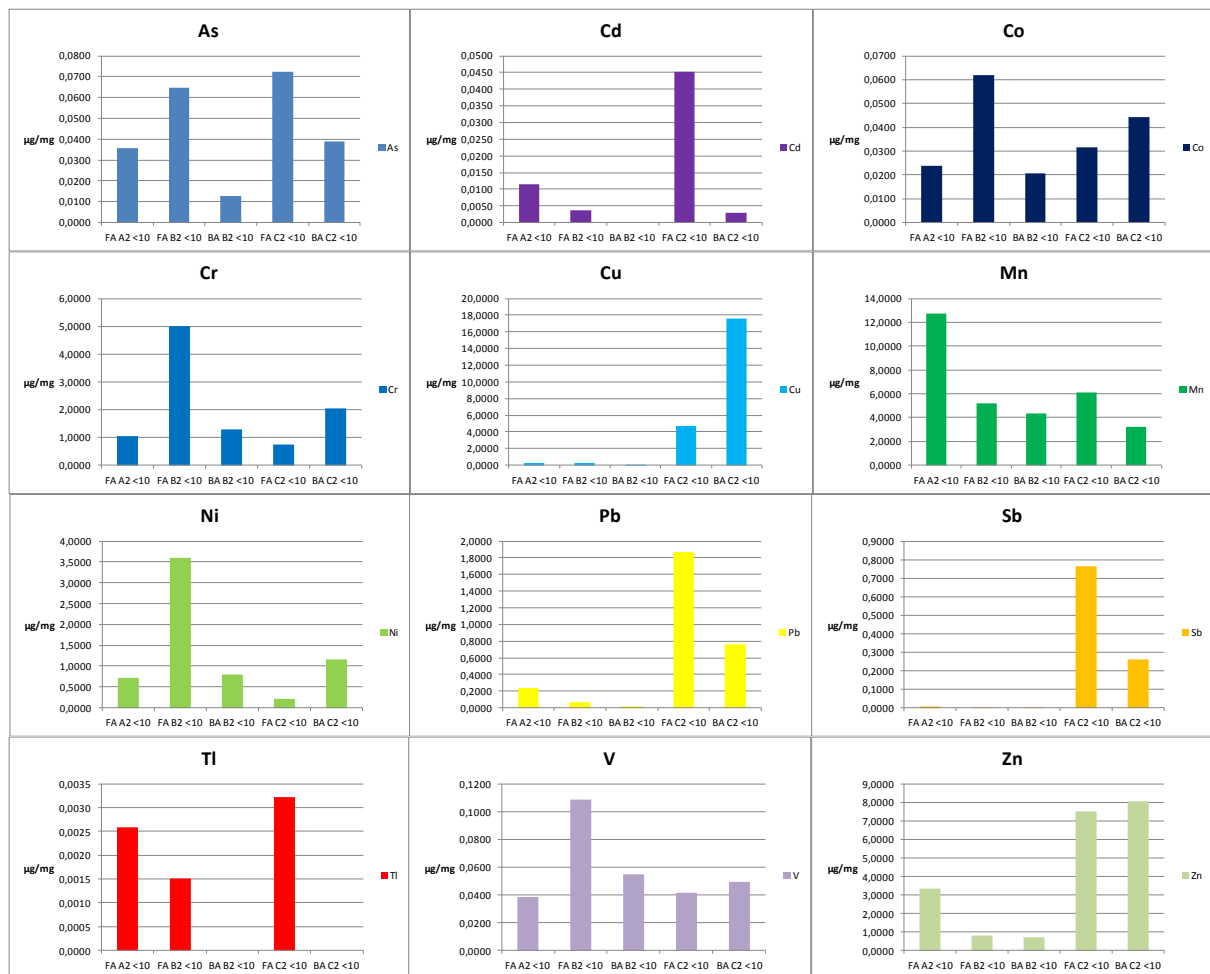 As
0,0800
0,0700
0,0600
0,0500
µg/mg
0,0400
As
0,0300
0,0200
0,0100
0,0000
FA A2 <10 FA B2 <10 BA B2 <10 FA C2 <10 BA C2 <10
Cd
0,0500
0,0450
0,0400
0,0350
0,0300
µg/mg
0,0250
Cd
0,0200
0,0150
0,0100
0,0050
0,0000
FA A2 <10 FA B2 <10 BA B2 <10 FA C2 <10 BA C2 <10
Co
0,0700
0,0600
0,0500
µg/mg
0,0400
0,0300
Co
0,0200
0,0100
0,0000
FA A2 <10 FA B2 <10 BA B2 <10 FA C2 <10 BA C2 <10
Cr
6,0000
5,0000
4,0000
µg/mg
3,0000
Cr
2,0000
1,0000
0,0000
FA A2 <10 FA B2 <10 BA B2 <10 FA C2 <10 BA C2 <10
Cu
20,0000
18,0000
16,0000
14,0000
12,0000
µg/mg
10,0000
Cu
8,0000
6,0000
4,0000
2,0000
0,0000
FA A2 <10 FA B2 <10 BA B2 <10 FA C2 <10 BA C2 <10
Mn
14,0000
12,0000
10,0000
µg/mg
8,0000
6,0000
Mn
4,0000
2,0000
0,0000
FA A2 <10 FA B2 <10 BA B2 <10 FA C2 <10 BA C2 <10
Ni
4,0000
3,5000
3,0000
2,5000
µg/mg
2,0000
Ni
1,5000
1,0000
0,5000
0,0000
FA A2 <10 FA B2 <10 BA B2 <10 FA C2 <10 BA C2 <10
Pb
2,0000
1,8000
1,6000
1,4000
1,2000
µg/mg
1,0000
Pb
0,8000
0,6000
0,4000
0,2000
0,0000
FA A2 <10 FA B2 <10 BA B2 <10 FA C2 <10 BA C2 <10
Sb
0,9000
0,8000
0,7000
0,6000
µg/mg
0,5000
0,4000
Sb
0,3000
0,2000
0,1000
0,0000
FA A2 <10 FA B2 <10 BA B2 <10 FA C2 <10 BA C2 <10
Tl
0,0035
0,0030
0,0025
µg/mg
0,0020
0,0015
Tl
0,0010
0,0005
0,0000
FA A2 <10 FA B2 <10 BA B2 <10 FA C2 <10 BA C2 <10
V
0,1200
0,1000
0,0800
µg/mg
0,0600
V
0,0400
0,0200
0,0000
FA A2 <10 FA B2 <10 BA B2 <10 FA C2 <10 BA C2 <10
Zn
9,0000
8,0000
7,0000
6,0000
µg/mg
5,0000
4,0000
Zn
3,0000
2,0000
1,0000
0,0000
FA A2 <10 FA B2 <10 BA B2 <10 FA C2 <10 BA C2 <10